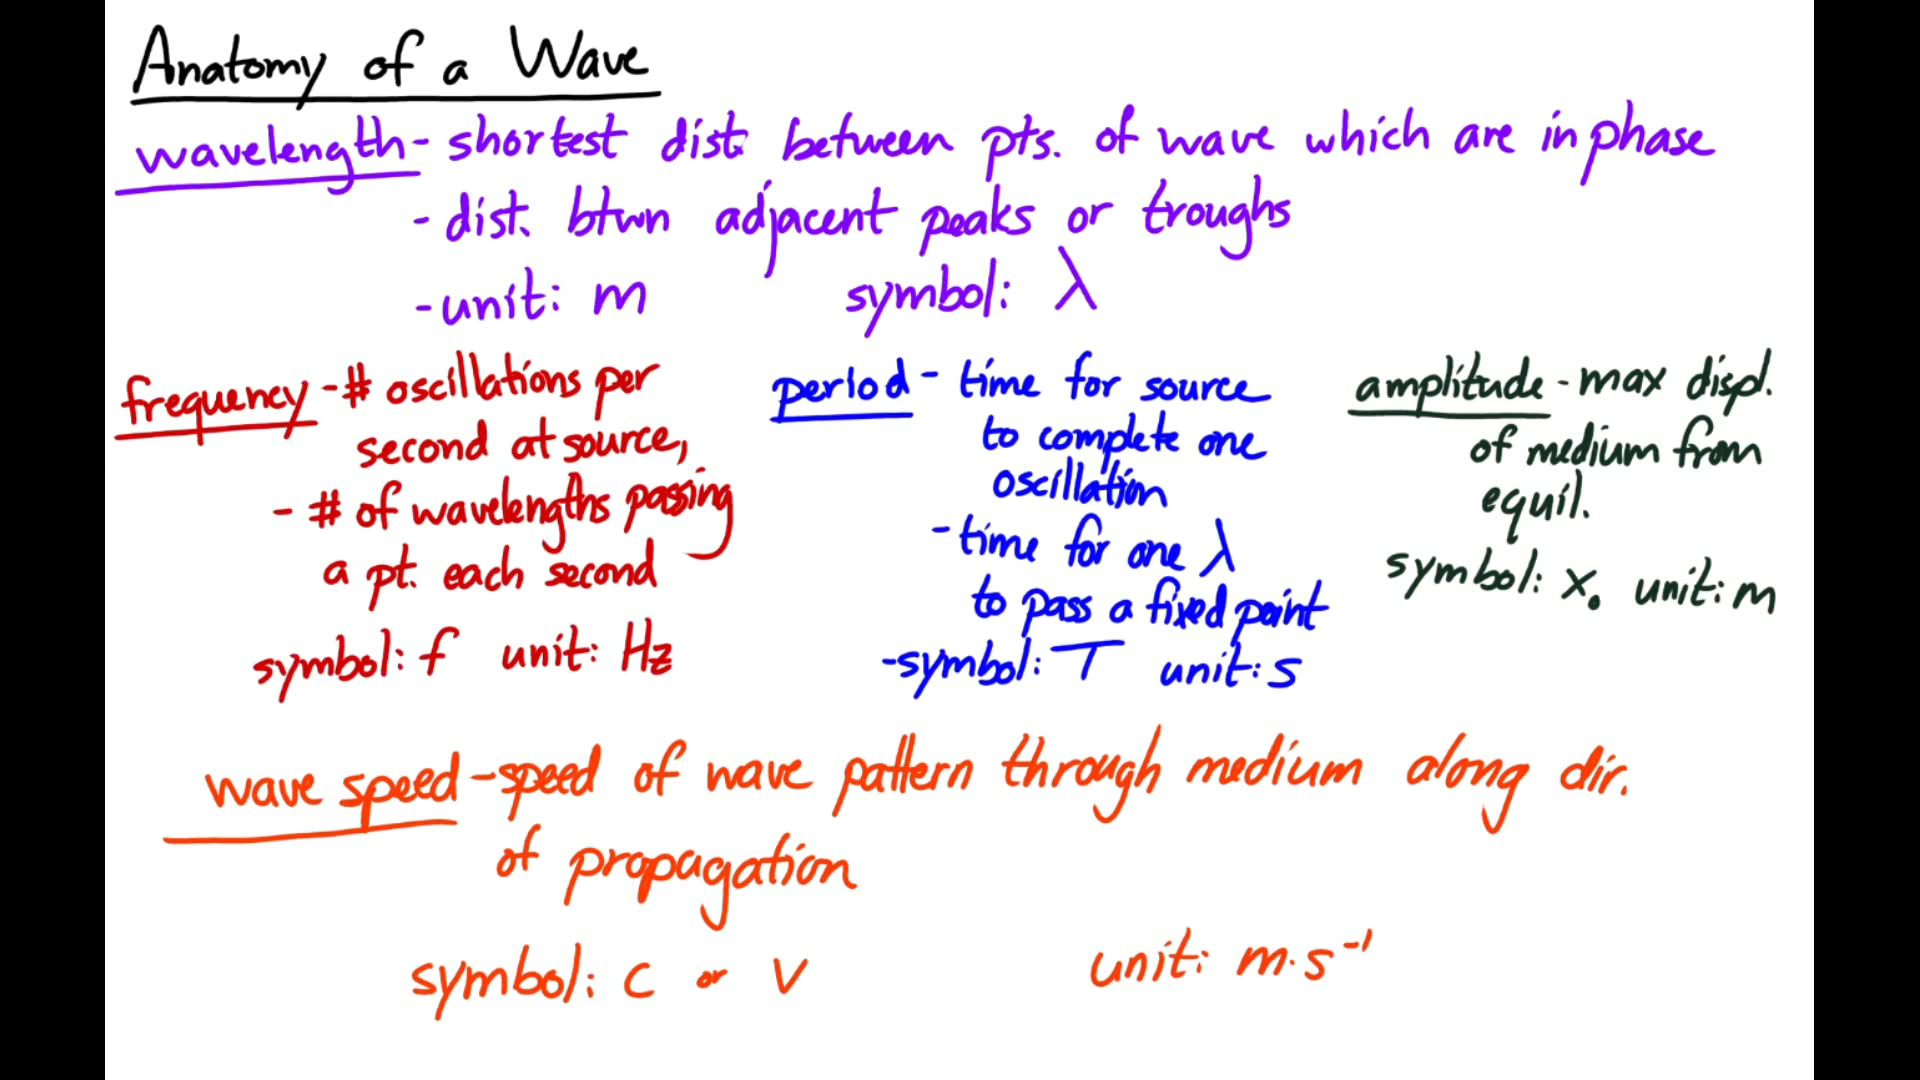 Anatomy of a Wave
wavelength - shortest dist. between pts. of wave which are in phase
- dist. btwn adjacent peaks or troughs
- unit: m symbol: λ
frequency - # oscillations per
second at source,
- # of wavelengths passing
a pt. each second
symbol: f unit: Hz
period - time for source
to complete one
oscillation
- time for one λ
to pass a fixed point
- symbol: T unit: s
amplitude - max displ.
of medium from
equil.
symbol: x₀ unit: m
wave speed - speed of wave pattern through medium along dir.
of propagation
symbol: c or v unit: m·s⁻¹